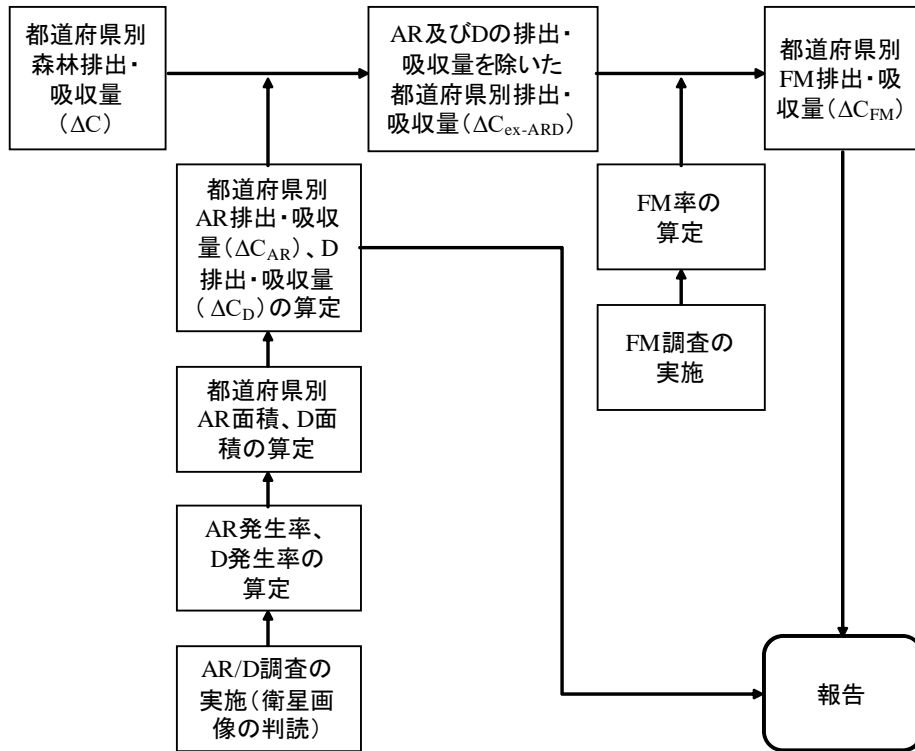 都道府県別
森林排出・
吸収量
（ΔC）
AR及びDの排出・
吸収量を除いた
都道府県別排出・
吸収量（ΔCex-ARD）
都道府県別
FM排出・吸
収量（ΔCFM）
都道府県別
AR排出・吸収
量（ΔCAR）、D
排出・吸収量
（ΔCD）の算定
FM率の
算定
FM調査の
実施
都道府県別
AR面積、D面
積の算定
AR発生率、
D発生率の
算定
AR/D調査の
実施（衛星画
像の判読）
報告